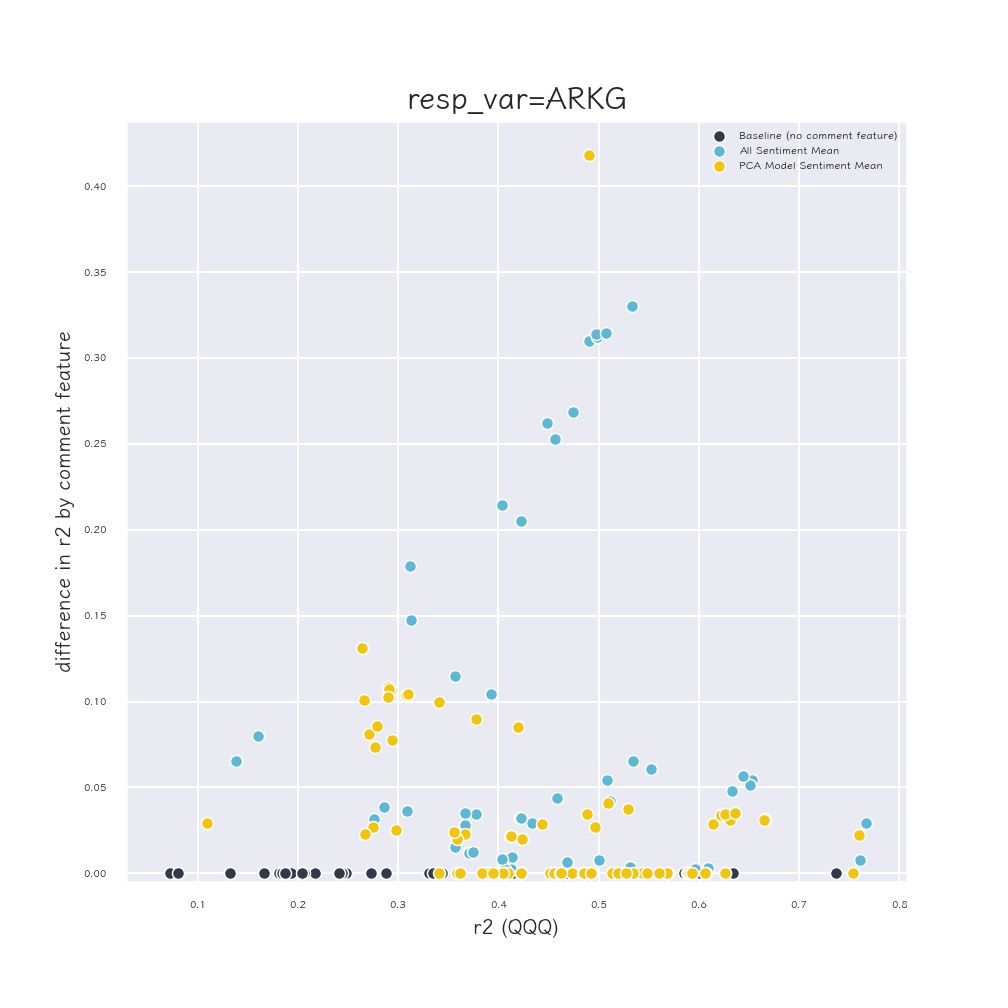 resp_var=ARKG
Baseline (no comment feature)
All Sentiment Mean
PCA Model Sentiment Mean
0.40
0.35
0.30
0.25
0.20
0.15
0.10
0.05
0.00
difference in r2 by comment feature
0.1 0.2 0.3 0.4 0.5 0.6 0.7 0.8
r2 (QQQ)